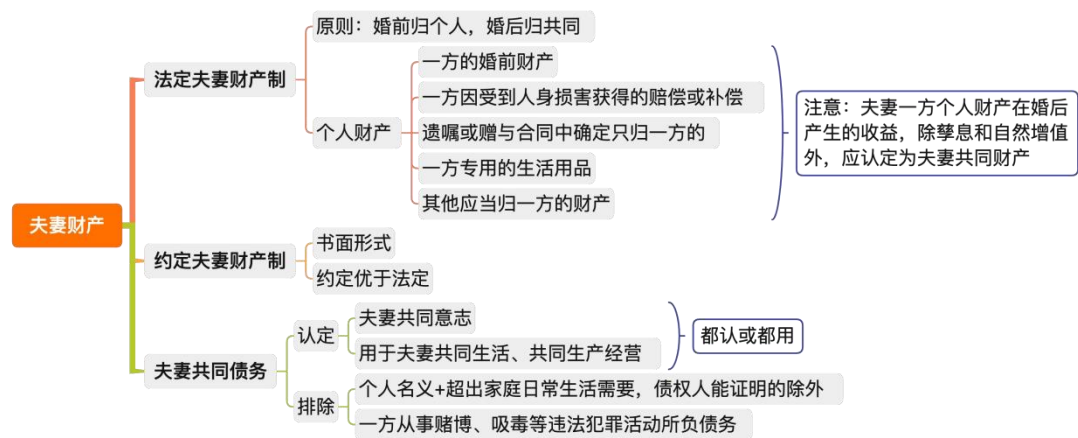 夫妻财产
法定夫妻财产制
原则：婚前归个人，婚后归共同
个人财产
一方的婚前财产
一方因受到人身损害获得的赔偿或补偿
遗嘱或赠与合同中确定只归一方的
一方专用的生活用品
其他应当归一方的财产
注意：夫妻一方个人财产在婚后
产生的收益，除孳息和自然增值
外，应认定为夫妻共同财产
约定夫妻财产制
书面形式
约定优于法定
夫妻共同债务
认定
夫妻共同意志
用于夫妻共同生活、共同生产经营
都认或都用
排除
个人名义+超出家庭日常生活需要，债权人能证明的除外
一方从事赌博、吸毒等违法犯罪活动所负债务